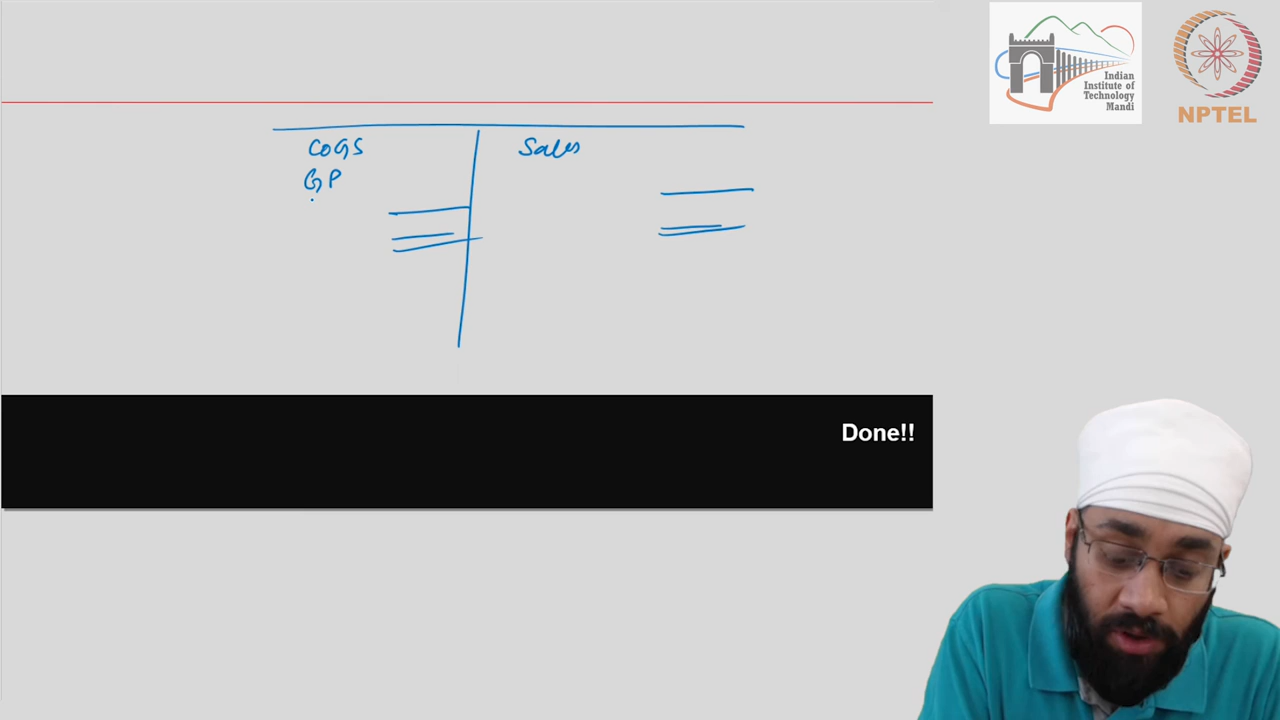 Indian
Institute of
Technology
Mandi
NPTEL
COGS
Sales
GP
Done!!